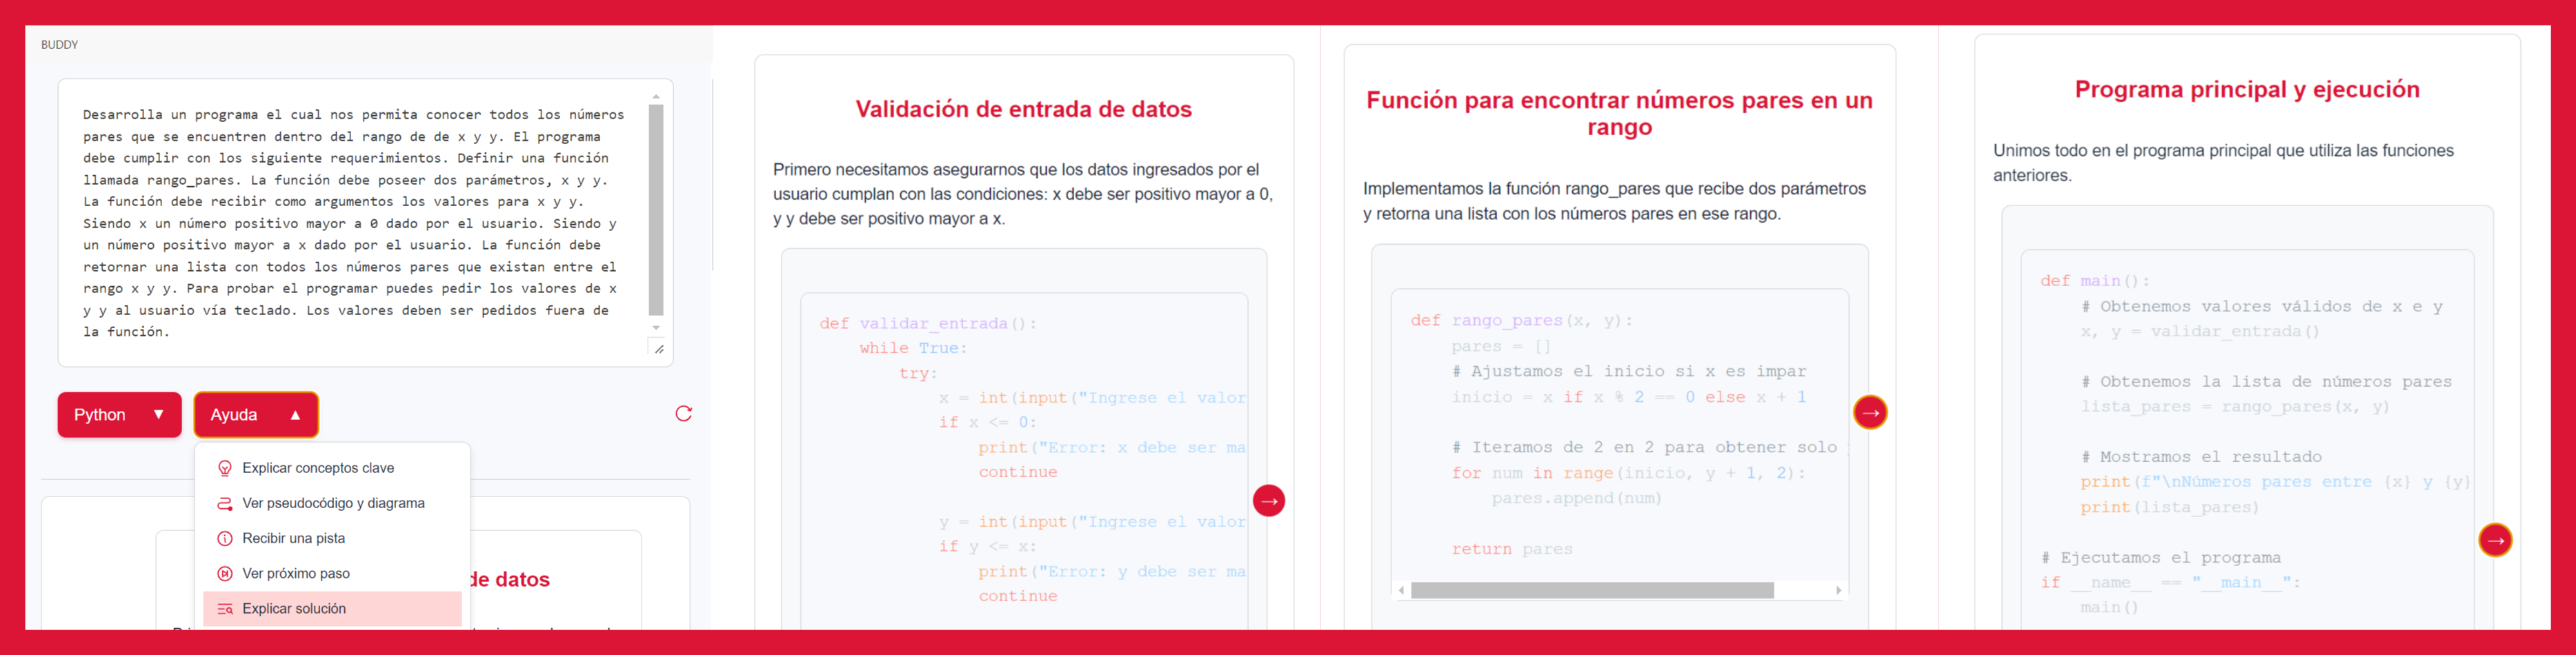 BUDDY
Desarrolla un programa el cual nos permita conocer todos los números
pares que se encuentren dentro del rango de de x y y. El programa
debe cumplir con los siguiente requerimientos. Definir una función
llamada rango_pares. La función debe poseer dos parámetros, x y y.
La función debe recibir como argumentos los valores para x y y.
Siendo x un número positivo mayor a 0 dado por el usuario. Siendo y
un número positivo mayor a x dado por el usuario. La función debe
retornar una lista con todos los números pares que existan entre el
rango x y y. Para probar el programar puedes pedir los valores de x
y y al usuario vía teclado. Los valores deben ser pedidos fuera de
la función.
Python
Ayuda
Explicar conceptos clave
Ver pseudocódigo y diagrama
Recibir una pista
Ver próximo paso
Explicar solución
de datos
Validación de entrada de datos
Primero necesitamos asegurarnos que los datos ingresados por el
usuario cumplan con las condiciones: x debe ser positivo mayor a 0,
y y debe ser positivo mayor a x.
def validar_entrada():
while True:
try:
x = int(input("Ingrese el valor
if x <= 0:
print("Error: x debe ser ma
continue
y = int(input("Ingrese el valor
if y <= x:
print("Error: y debe ser ma
continue
Función para encontrar números pares en un
rango
Implementamos la función rango_pares que recibe dos parámetros
y retorna una lista con los números pares en ese rango.
def rango_pares(x, y):
pares = []
# Ajustamos el inicio si x es impar
inicio = x if x % 2 == 0 else x + 1
# Iteramos de 2 en 2 para obtener solo
for num in range(inicio, y + 1, 2):
pares.append(num)
return pares
Programa principal y ejecución
Unimos todo en el programa principal que utiliza las funciones
anteriores.
def main():
# Obtenemos valores válidos de x e y
x, y = validar_entrada()
# Obtenemos la lista de números pares
lista_pares = rango_pares(x, y)
# Mostramos el resultado
print(f"\nNúmeros pares entre {x} y {y}
print(lista_pares)
# Ejecutamos el programa
if __name__ == "__main__":
main()